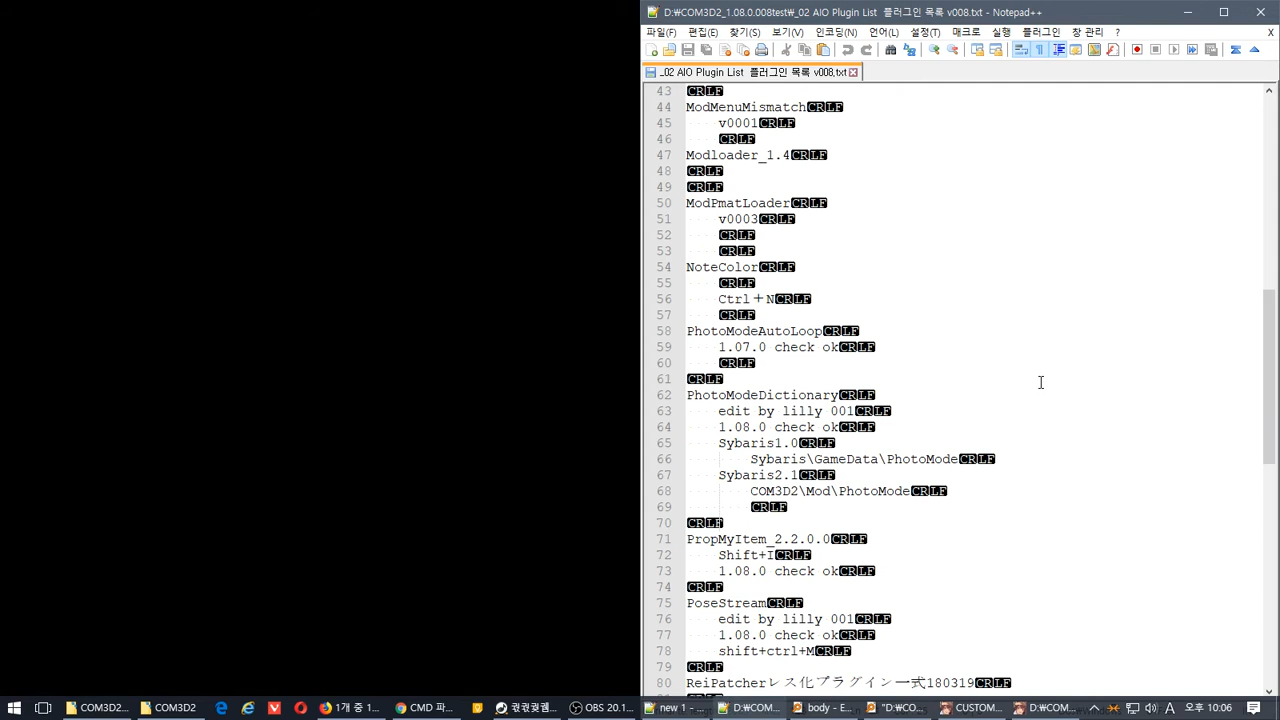 D:\COM3D2_1.08.0.008test\_02 AIO Plugin List 플러그인 목록 v008.txt - Notepad++
파일(F) 편집(E) 찾기(S) 보기(V) 인코딩(N) 언어(L) 설정(T) 매크로 실행 플러그인 창 관리 ? X
_02 AIO Plugin List 플러그인 목록 v008.txt
43 CRLF
44 ModMenuMismatchCRLF
45 v0001CRLF
46 CRLF
47 Modloader_1.4CRLF
48 CRLF
49 CRLF
50 ModPmatLoaderCRLF
51 v0003CRLF
52 CRLF
53 CRLF
54 NoteColorCRLF
55 CRLF
56 Ctrl+NCRLF
57 CRLF
58 PhotoModeAutoLoopCRLF
59 1.07.0 check okCRLF
60 CRLF
61 CRLF
62 PhotoModeDictionaryCRLF
63 edit by lilly 001CRLF
64 1.08.0 check okCRLF
65 Sybaris1.0CRLF
66 Sybaris\GameData\PhotoModeCRLF
67 Sybaris2.1CRLF
68 COM3D2\Mod\PhotoModeCRLF
69 CRLF
70 CRLF
71 PropMyItem_2.2.0.0CRLF
72 Shift+ICRLF
73 1.08.0 check okCRLF
74 CRLF
75 PoseStreamCRLF
76 edit by lilly 001CRLF
77 1.08.0 check okCRLF
78 shift+ctrl+MCRLF
79 CRLF
80 ReiPatcherレス化プラグイン一式180319CRLF
COM3D2... COM3D2 1개 중 1... CMD 파... 쿾쿾겜... OBS 20.1... new 1 - ... D:₩CO... body - E... "D:₩CO... CUSTOM... D:₩CO... A 오후 10:06